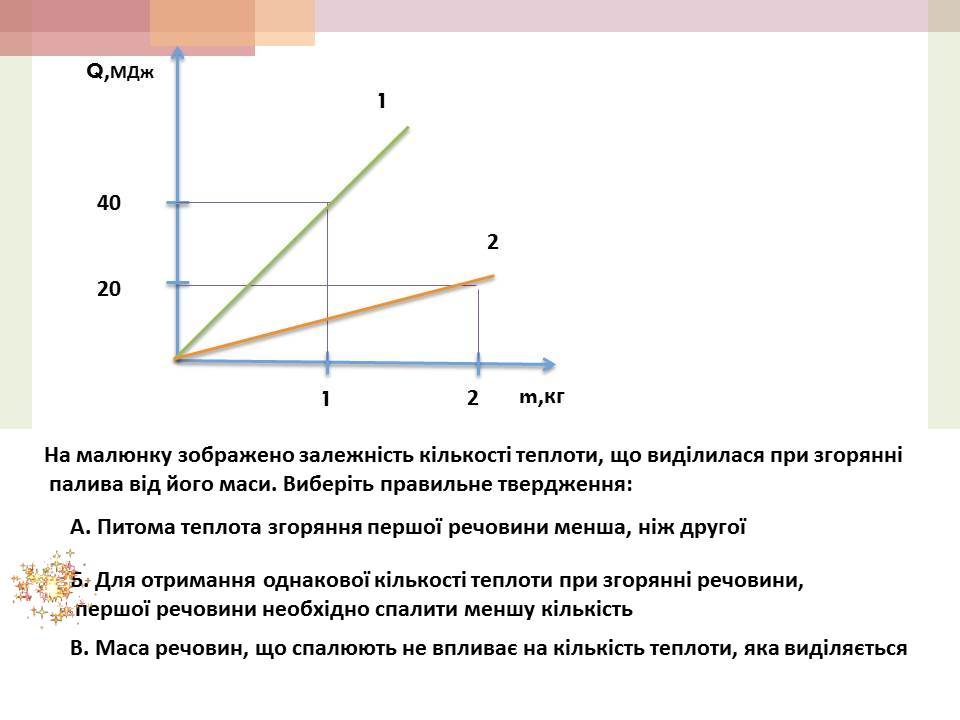 Q,МДж
1
40
2
20
1
2
m,кг
На малюнку зображено залежність кількості теплоти, що виділилася при згорянні
палива від його маси. Виберіть правильне твердження:
А. Питома теплота згоряння першої речовини менша, ніж другої
Б. Для отримання однакової кількості теплоти при згорянні речовини,
першої речовини необхідно спалити меншу кількість
В. Маса речовин, що спалюють не впливає на кількість теплоти, яка виділяється